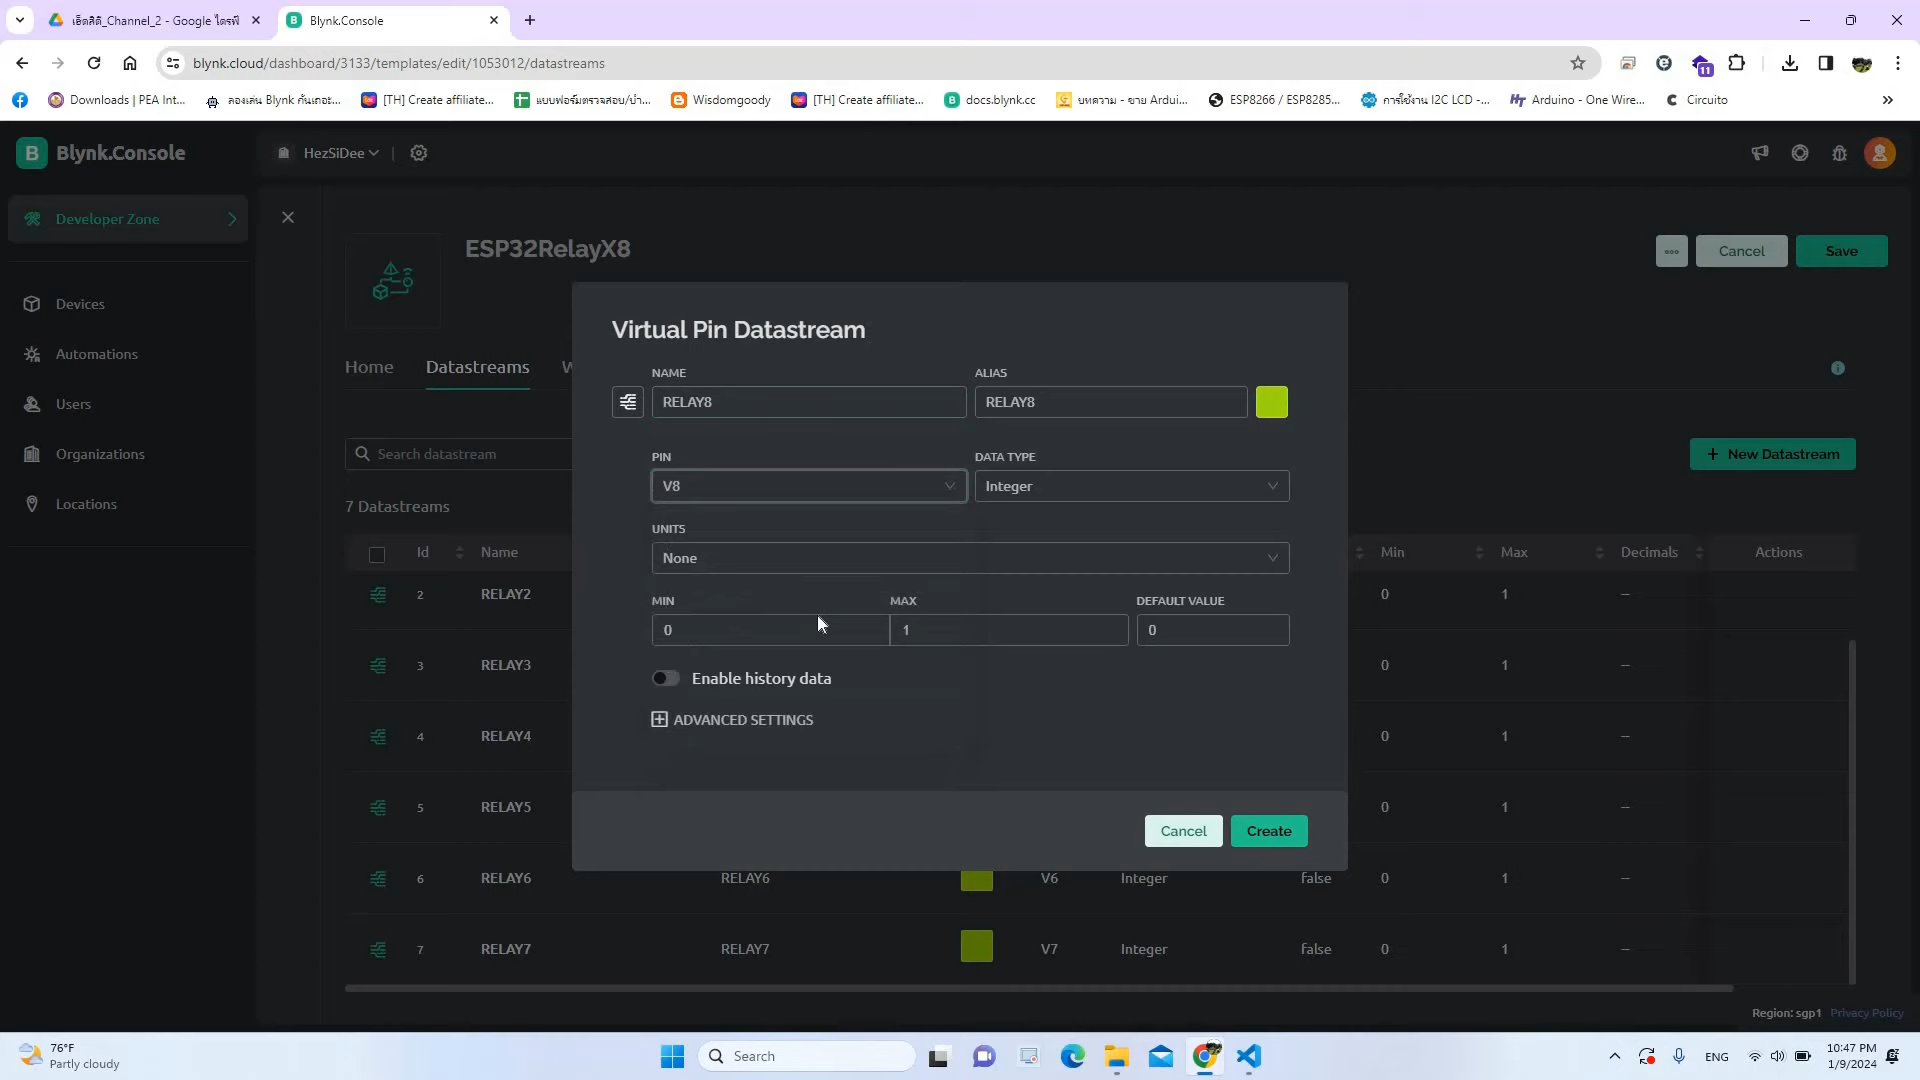 เฮ็ดสิดี_Channel_2 - Google ไดรฟ์
Blynk.Console
blynk.cloud/dashboard/3133/templates/edit/1053012/datastreams
11
Downloads | PEA Int...
ลองเล่น Blynk กันเถอะ...
[TH] Create affiliate...
แบบฟอร์มตรวจสอบ/บำ...
Wisdomgoody
[TH] Create affiliate...
docs.blynk.cc
บทความ - ขาย Ardui...
ESP8266 / ESP8285...
การใช้งาน I2C LCD -...
Arduino - One Wire...
Circuito
B Blynk.Console
HezSiDee
Developer Zone
Devices
Automations
Users
Organizations
Locations
ESP32RelayX8
Cancel
Save
Home
Datastreams
W
Search datastream
New Datastream
7 Datastreams
Id Name Min Max Decimals Actions
2 RELAY2 0 1 –
3 RELAY3 0 1 –
4 RELAY4 0 1 –
5 RELAY5 0 1 –
6 RELAY6 RELAY6 V6 Integer false 0 1 –
7 RELAY7 RELAY7 V7 Integer false 0 1 –
Virtual Pin Datastream
NAME ALIAS
RELAY8 RELAY8
PIN DATA TYPE
V8 Integer
UNITS
None
MIN MAX DEFAULT VALUE
0 1 0
Enable history data
ADVANCED SETTINGS
Cancel Create
Region: sgp1 Privacy Policy
76°F
Partly cloudy
Search
ENG
10:47 PM
1/9/2024